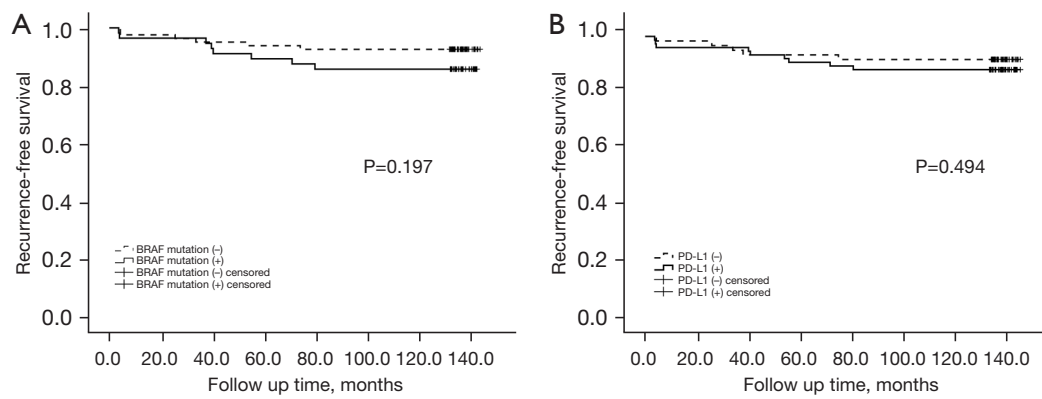 A
Recurrence-free survival
1.0
0.8
0.6
0.4
0.2
0.0
P=0.197
BRAF mutation (–)
BRAF mutation (+)
BRAF mutation (–) censored
BRAF mutation (+) censored
0.0 20.0 40.0 60.0 80.0 100.0 120.0 140.0
Follow up time, months
B
Recurrence-free survival
1.0
0.8
0.6
0.4
0.2
0.0
P=0.494
PD-L1 (–)
PD-L1 (+)
PD-L1 (–) censored
PD-L1 (+) censored
0.0 20.0 40.0 60.0 80.0 100.0 120.0 140.0
Follow up time, months